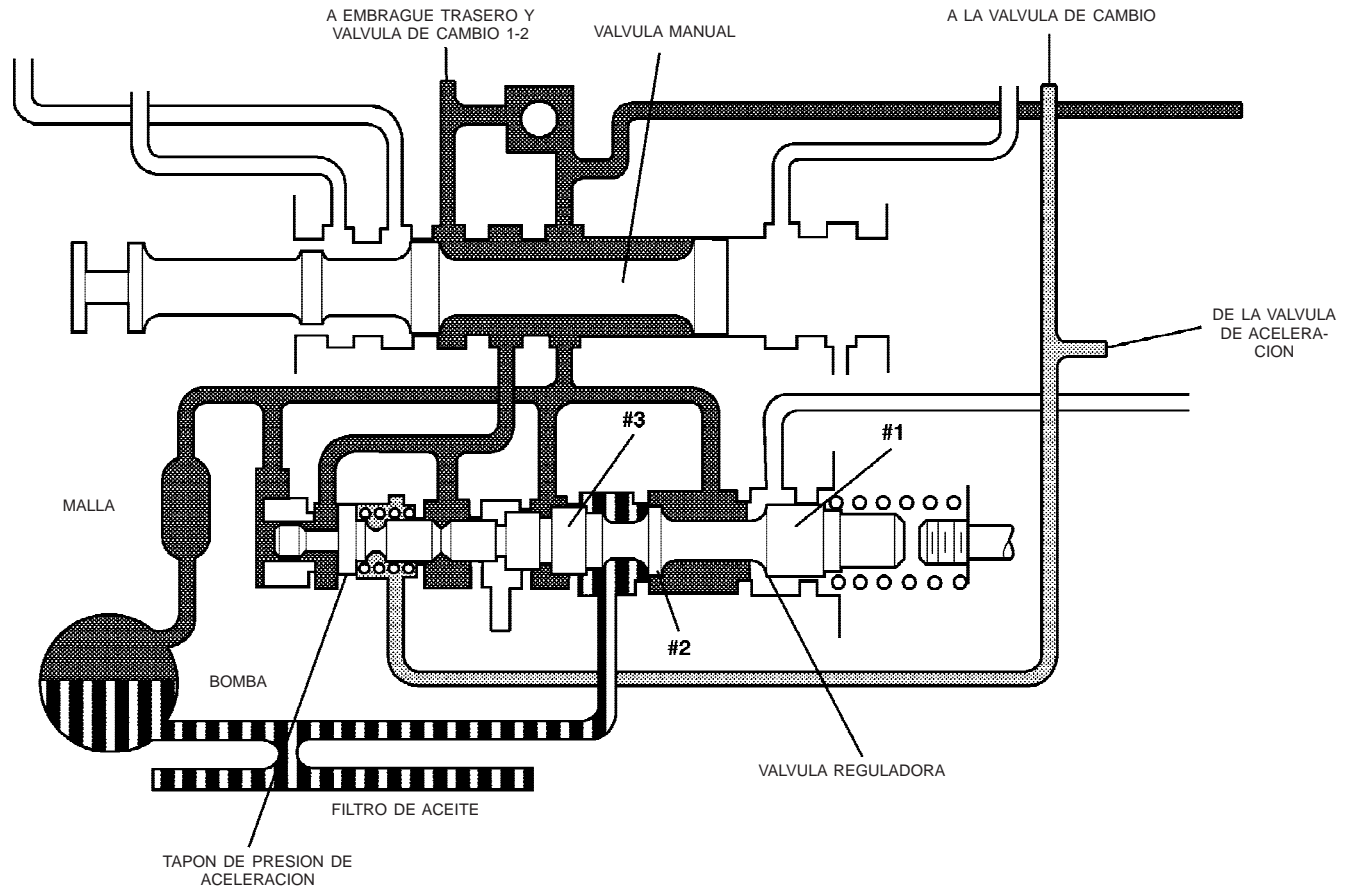 A EMBRAGUE TRASERO Y
VALVULA DE CAMBIO 1-2
VALVULA MANUAL
A LA VALVULA DE CAMBIO
DE LA VALVULA
DE ACELERA-
CION
#3
#1
MALLA
#2
BOMBA
VALVULA REGULADORA
FILTRO DE ACEITE
TAPON DE PRESION DE
ACELERACION